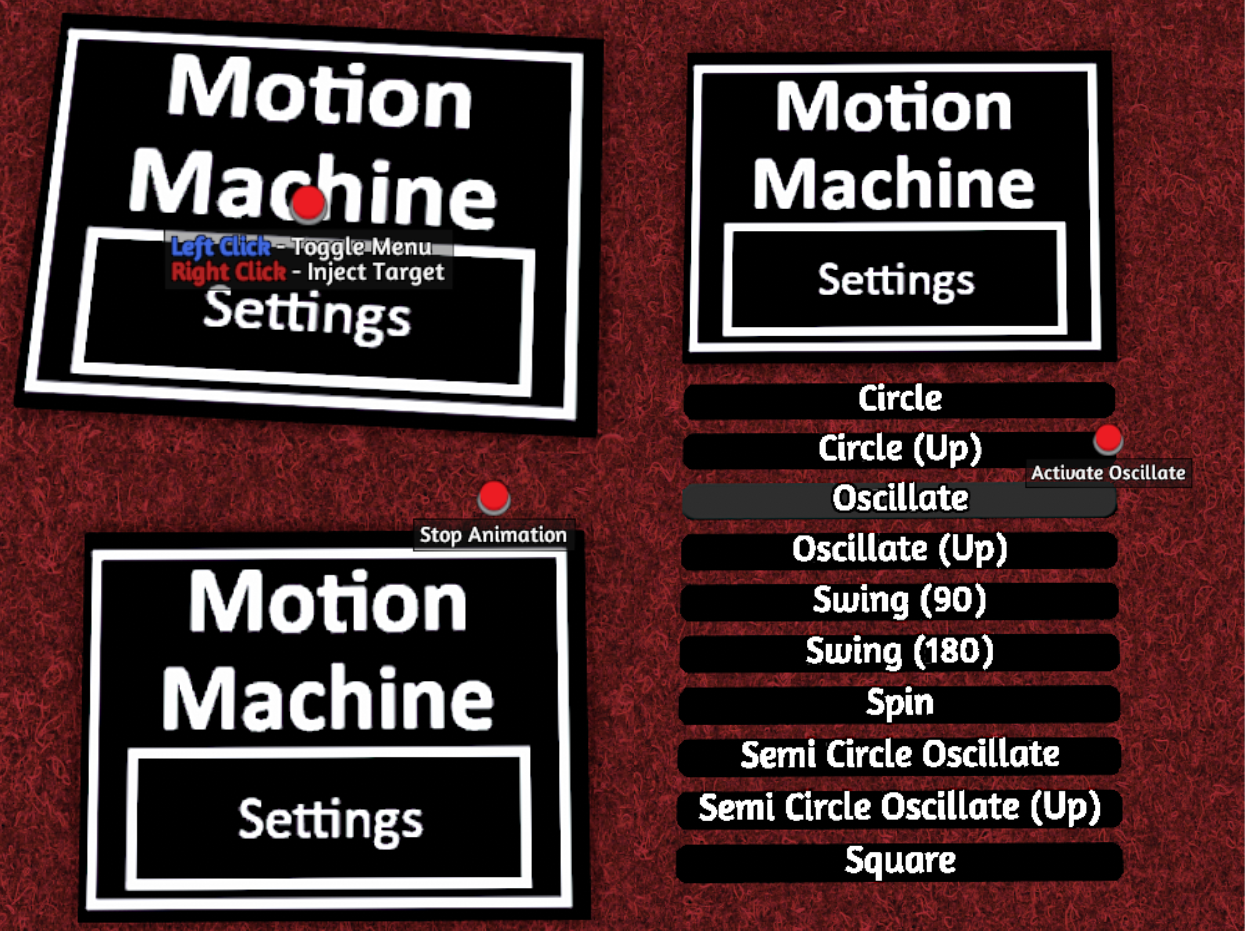 Motion
Machine
Left Click - Toggle Menu
Right Click - Inject Target
Settings
Motion
Machine
Settings
Circle
Circle (Up)
Activate Oscillate
Oscillate
Oscillate (Up)
Swing (90)
Swing (180)
Spin
Semi Circle Oscillate
Semi Circle Oscillate (Up)
Square
Stop Animation
Motion
Machine
Settings